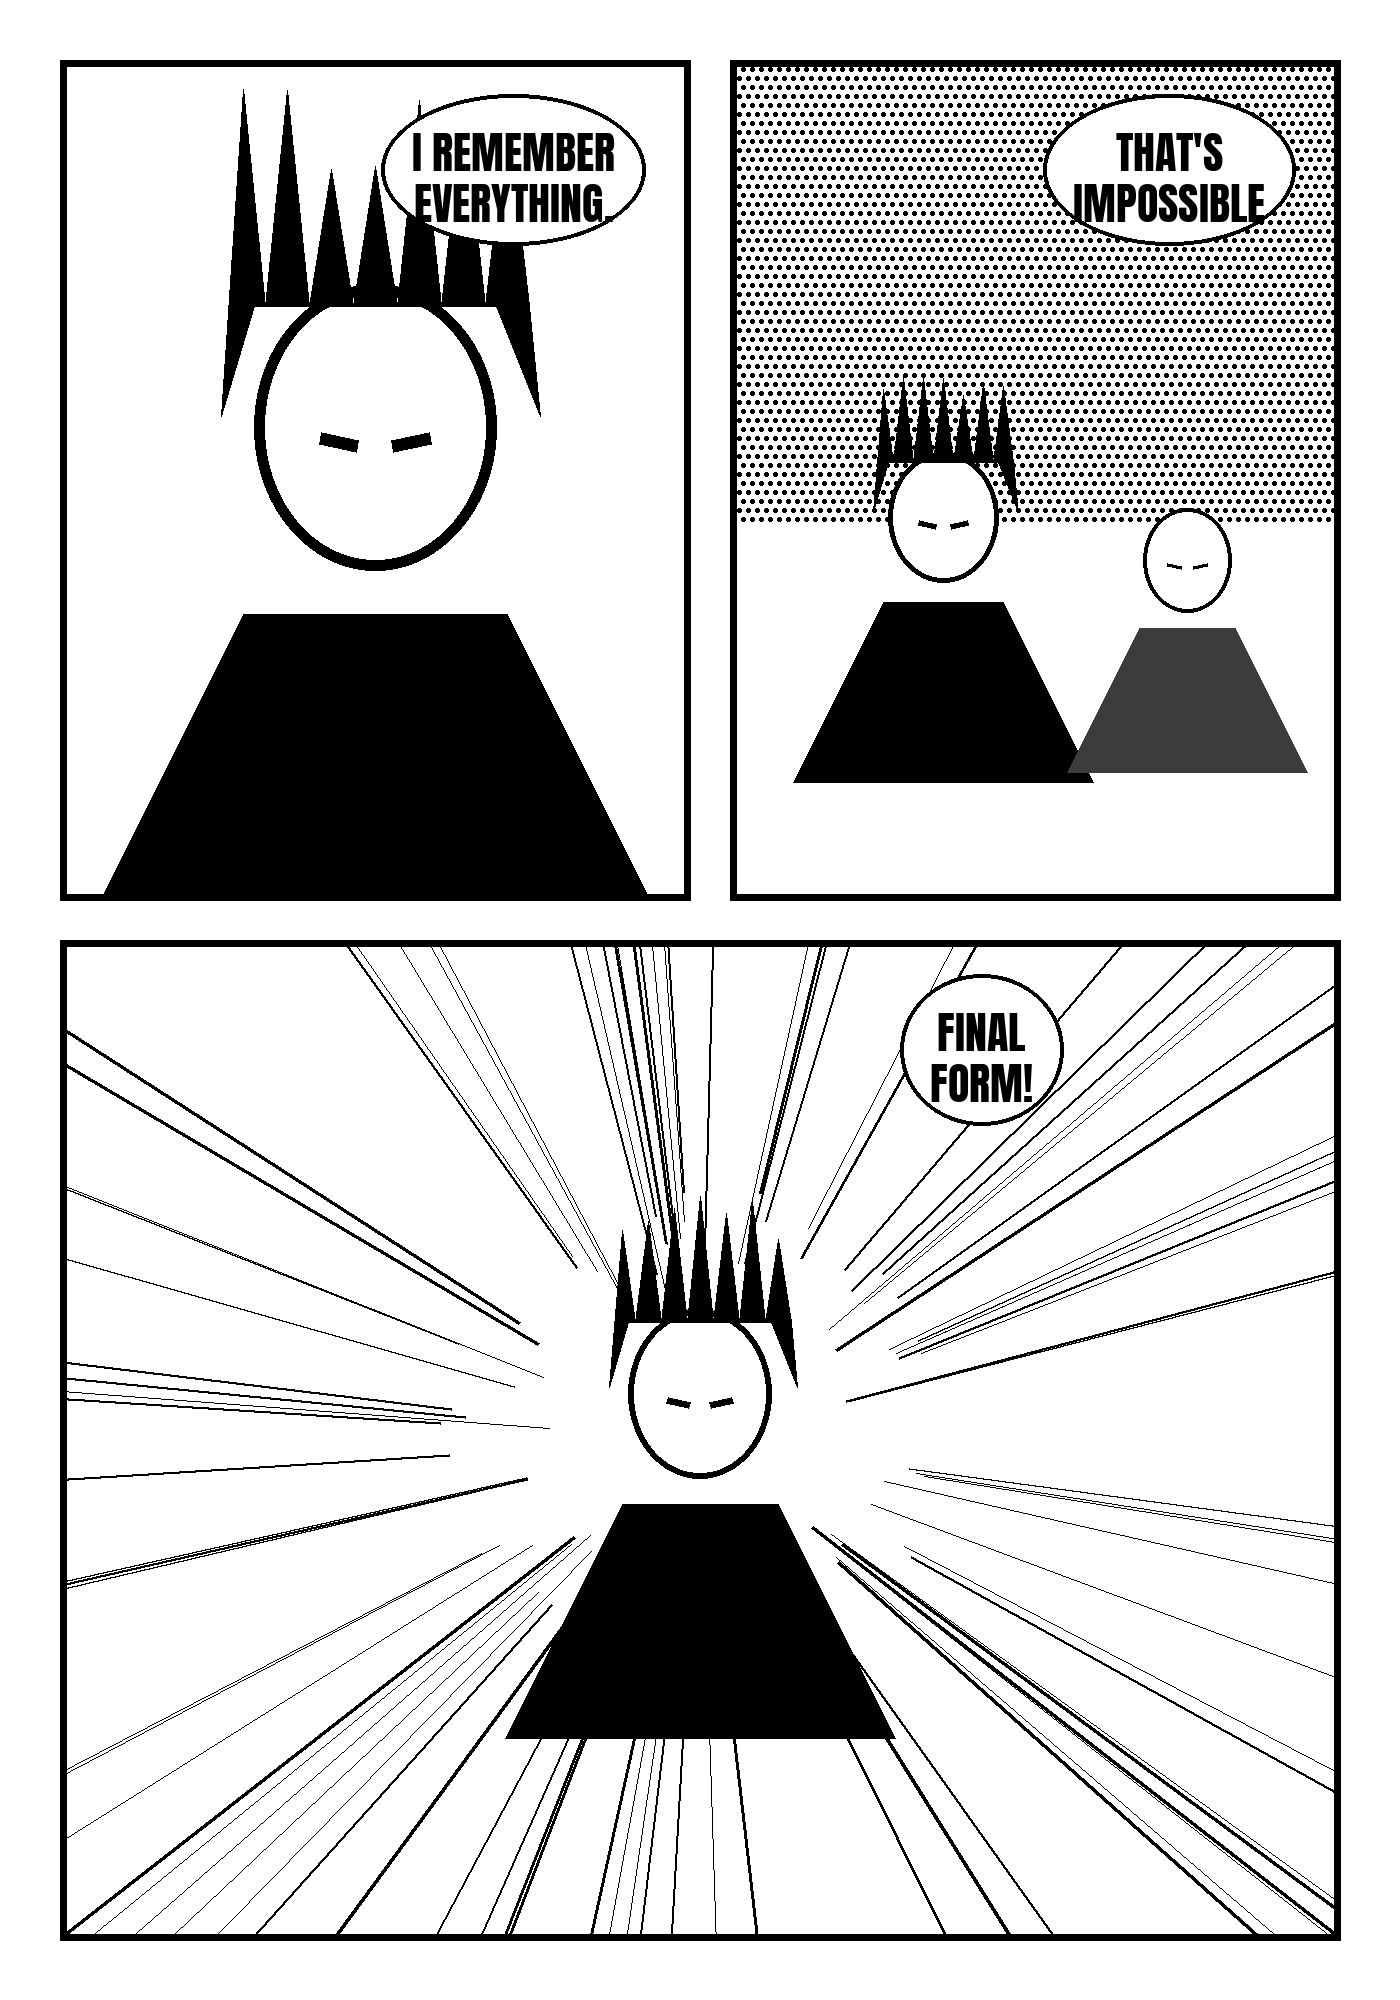 I REMEMBER
EVERYTHING.
THAT'S
IMPOSSIBLE
FINAL
FORM!